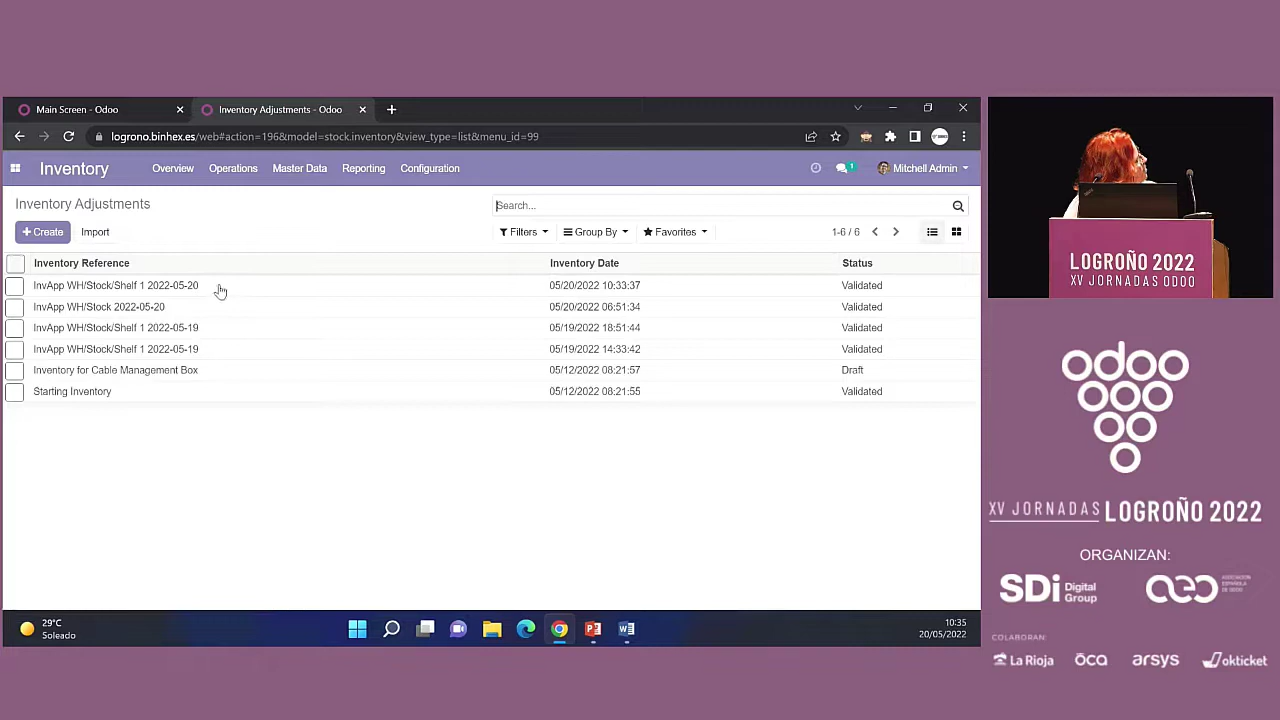 Main Screen - Odoo
Inventory Adjustments - Odoo
logrono.binhex.es/web#action=196&model=stock.inventory&view_type=list&menu_id=99
Inventory Overview Operations Master Data Reporting Configuration 1 Mitchell Admin
Inventory Adjustments
Search...
+ Create Import
Filters Group By Favorites 1-6 / 6
Inventory Reference Inventory Date Status
InvApp WH/Stock/Shelf 1 2022-05-20 05/20/2022 10:33:37 Validated
InvApp WH/Stock 2022-05-20 05/20/2022 06:51:34 Validated
InvApp WH/Stock/Shelf 1 2022-05-19 05/19/2022 18:51:44 Validated
InvApp WH/Stock/Shelf 1 2022-05-19 05/19/2022 14:33:42 Validated
Inventory for Cable Management Box 05/12/2022 08:21:57 Draft
Starting Inventory 05/12/2022 08:21:55 Validated
29°C
Soleado
10:35
20/05/2022
LOGROÑO 2022
XV JORNADAS ODOO
odoo
XV JORNADAS LOGROÑO 2022
ORGANIZAN:
SDi Digital Group
aeo ASOCIACIÓN ESPAÑOLA DE ODOO
COLABORAN:
La Rioja ōca arsys okticket